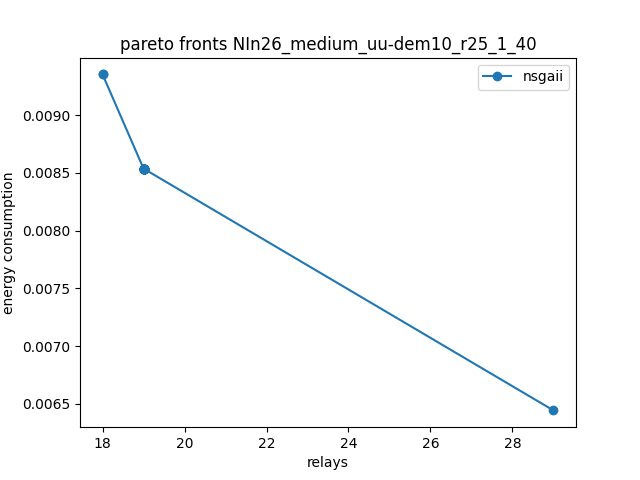 pareto fronts NIn26_medium_uu-dem10_r25_1_40
nsgaii
0.0090
0.0085
0.0080
0.0075
0.0070
0.0065
energy consumption
18 20 22 24 26 28
relays